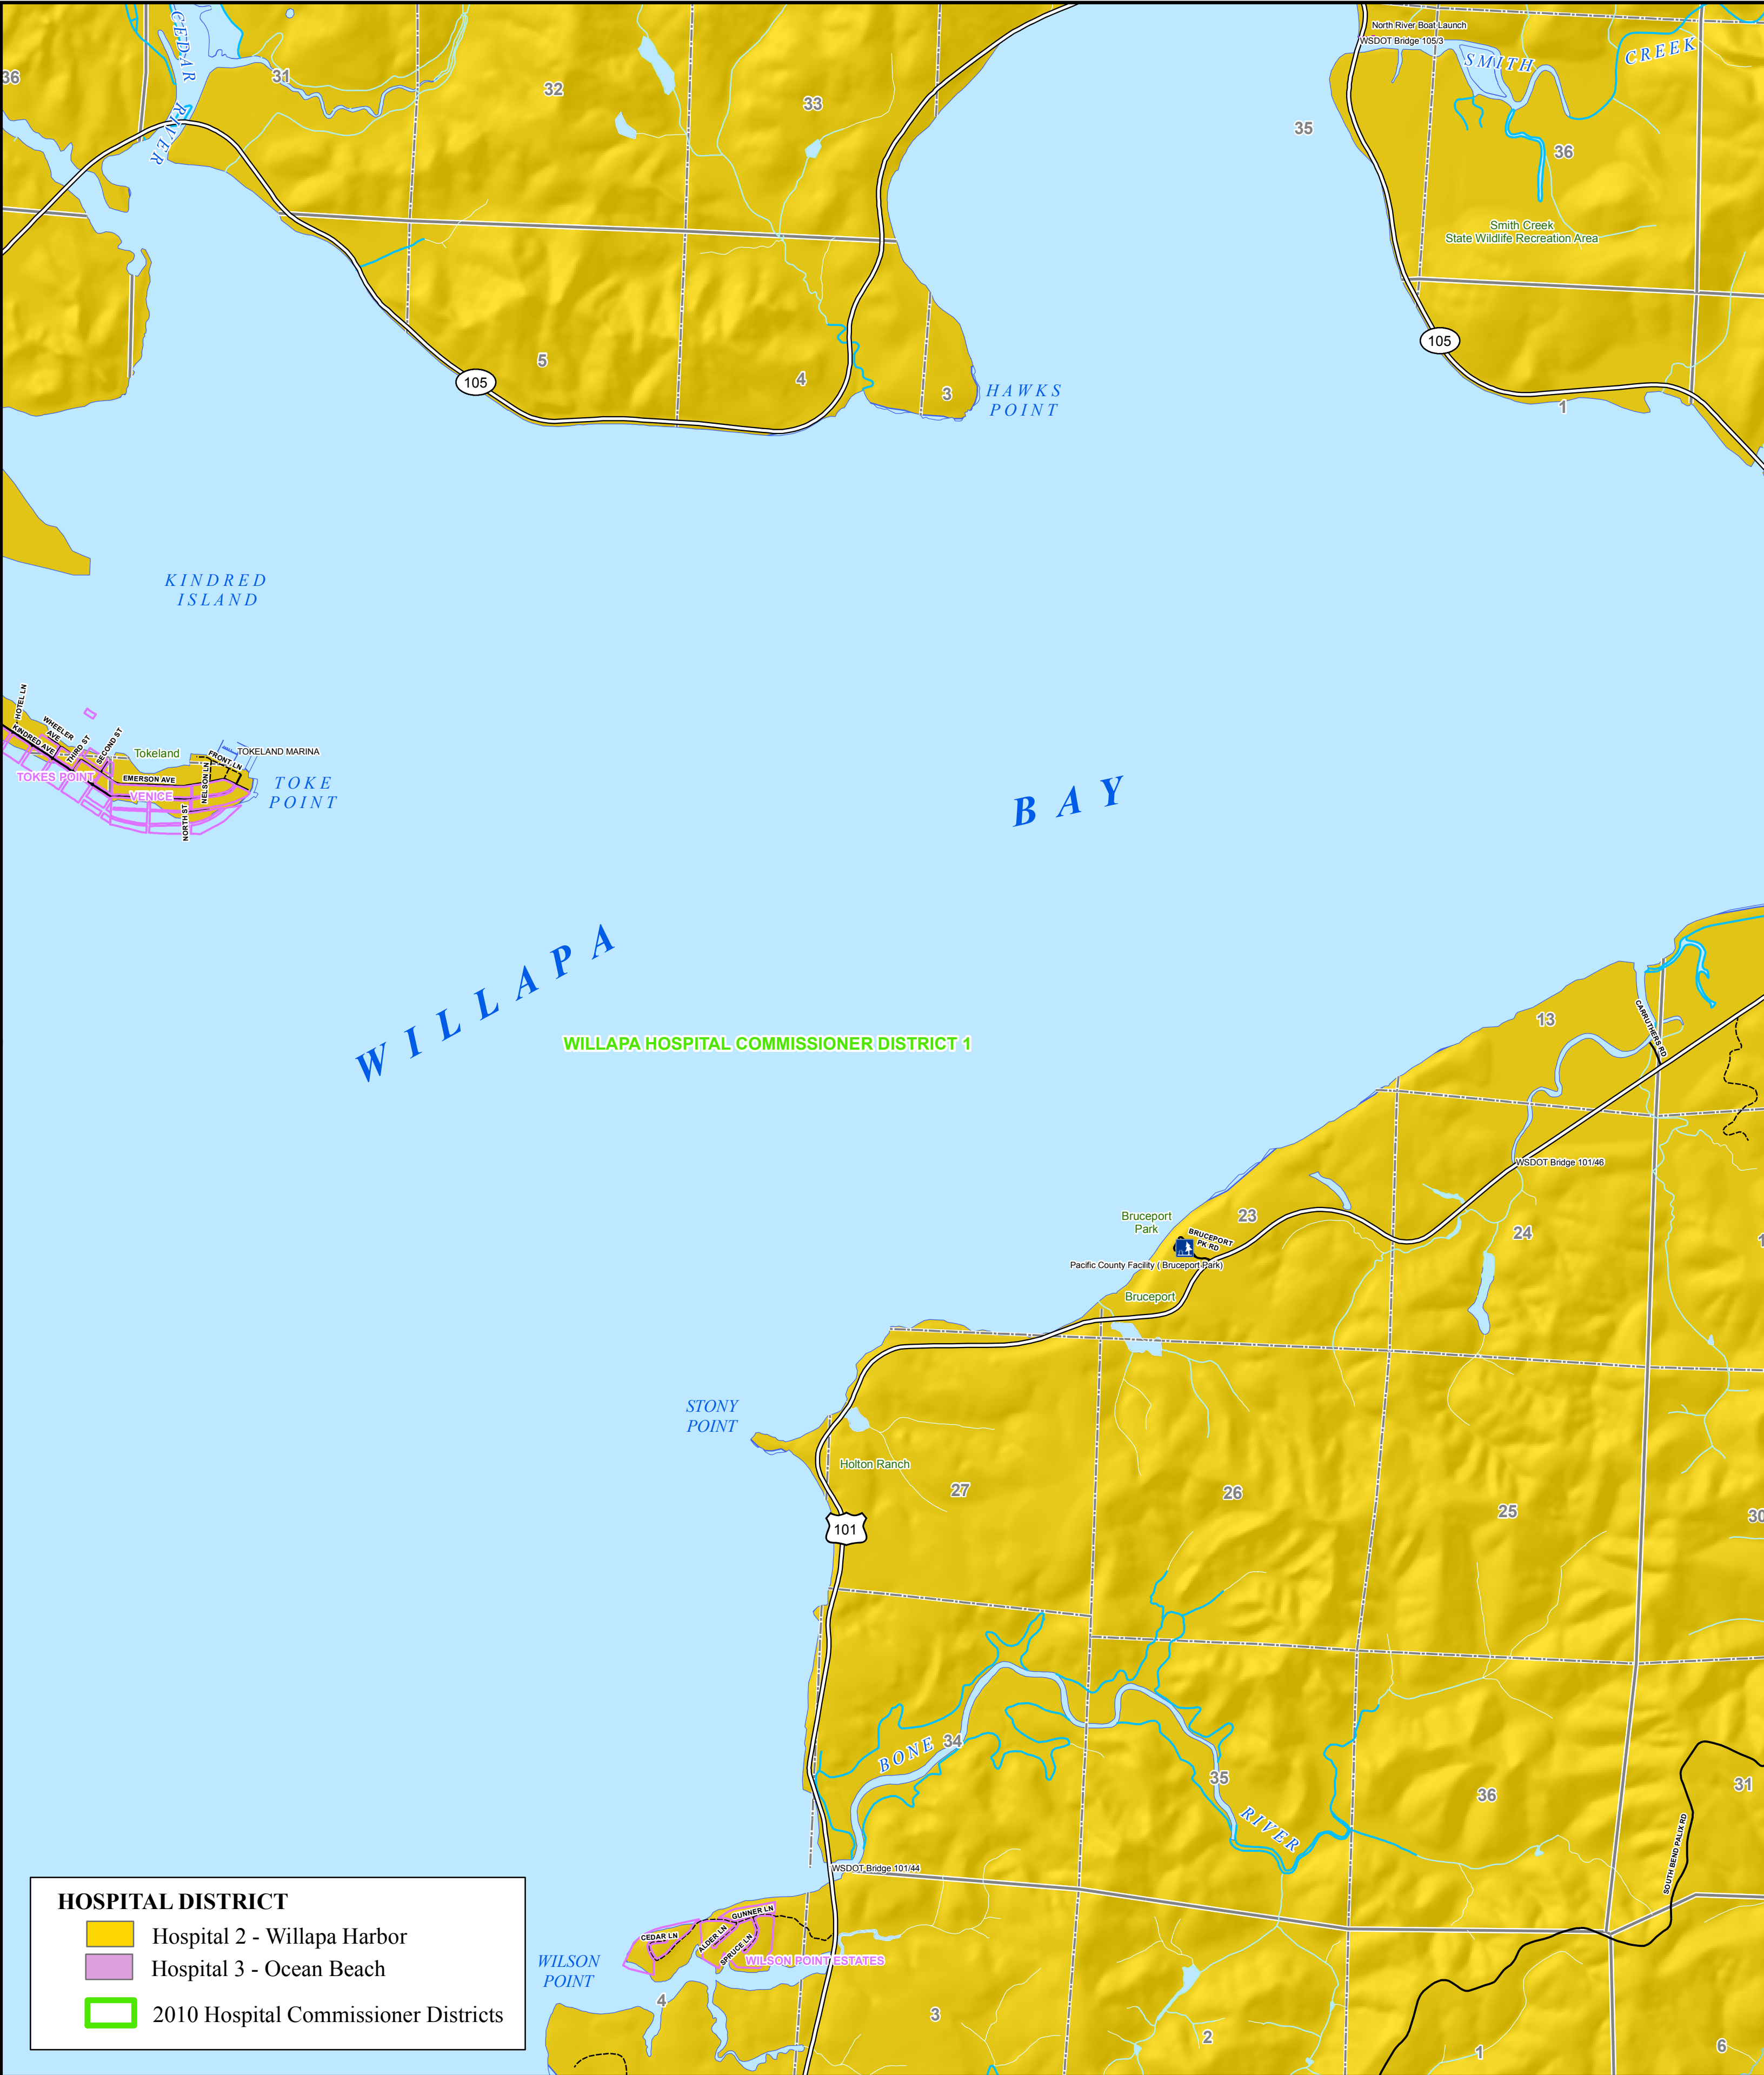 CEDAR
RIVER
36
31
32
33
35
North River Boat Launch
WSDOT Bridge 105/3
SMITH
CREEK
36
Smith Creek
State Wildlife Recreation Area
105
5
4
3
HAWKS
POINT
105
1
KINDRED
ISLAND
HOTEL LN
KINDRED AVE
WHEELER
AVE
THIRD ST
SECOND ST
Tokeland
TOKELAND MARINA
FRONT LN
TOKES POINT
EMERSON AVE
VENICE
NELSON LN
NORTH ST
TOKE
POINT
WILLAPA
BAY
WILLAPA HOSPITAL COMMISSIONER DISTRICT 1
13
CARRUTHERS RD
WSDOT Bridge 101/46
Bruceport
Park
23
BRUCEPORT
PK RD
24
Pacific County Facility ( Bruceport Park)
Bruceport
STONY
POINT
Holton Ranch
27
26
25
30
101
BONE
34
35
RIVER
36
31
SOUTH BEND PALIX RD
WSDOT Bridge 101/44
GUNNER LN
CEDAR LN
ALDER LN
SPRUCE LN
WILSON POINT ESTATES
WILSON
POINT
4
3
2
1
6
HOSPITAL DISTRICT
Hospital 2 - Willapa Harbor
Hospital 3 - Ocean Beach
2010 Hospital Commissioner Districts